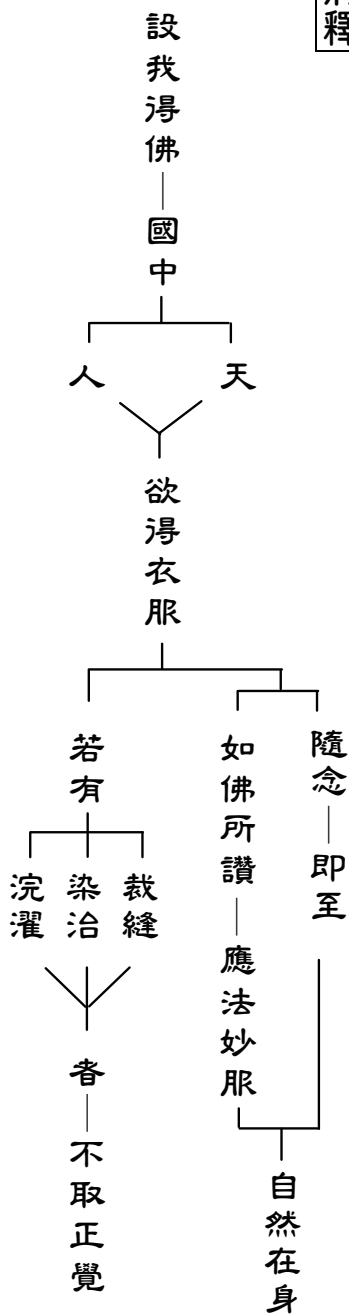 釋
設我得佛—國中
天
人
欲得衣服
隨念—即至
如佛所讚—應法妙服
自然在身
若有
裁縫
染治
浣濯
者—不取正覺